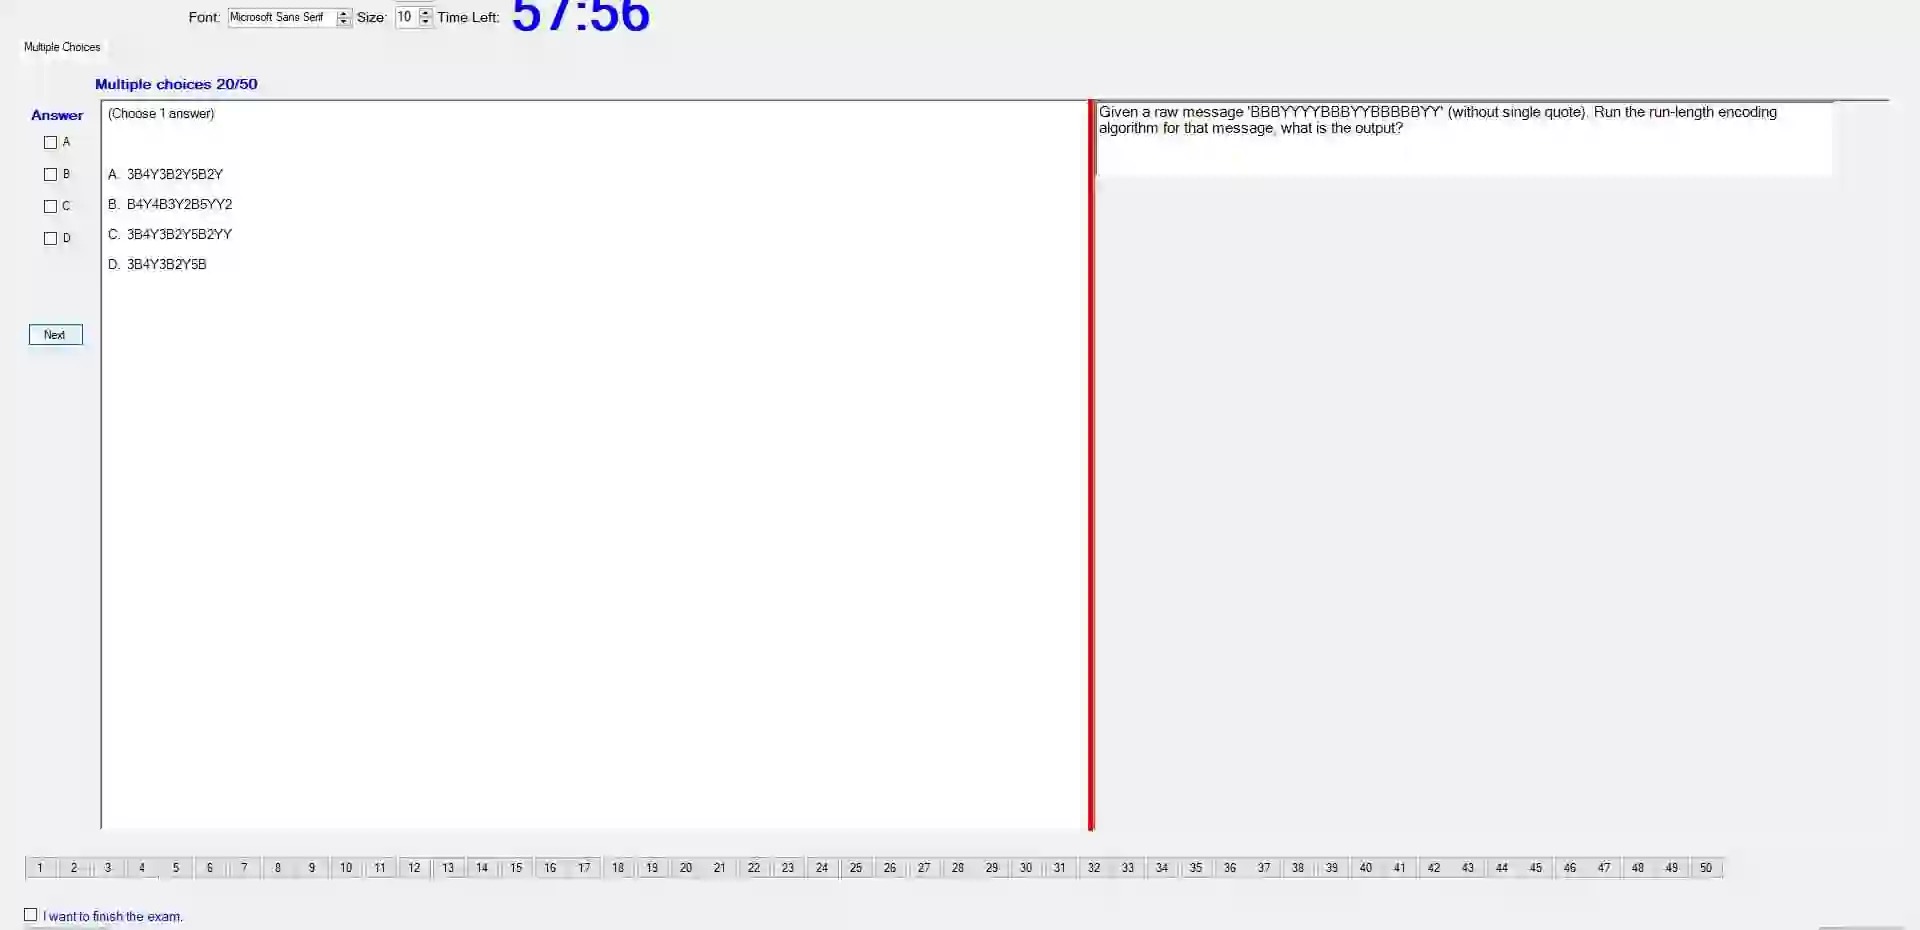 Font: Microsoft Sans Serif Size: 10 Time Left: 57:56
Multiple Choices
Multiple choices 20/50
Answer
A
B
C
D
Next
(Choose 1 answer)
A. 3B4Y3B2Y5B2Y
B. B4Y4B3Y2B5YY2
C. 3B4Y3B2Y5B2YY
D. 3B4Y3B2Y5B
Given a raw message 'BBBYYYYBBBYYBBBBBYY' (without single quote). Run the run-length encoding
algorithm for that message, what is the output?
1 2 3 4 5 6 7 8 9 10 11 12 13 14 15 16 17 18 19 20 21 22 23 24 25 26 27 28 29 30 31 32 33 34 35 36 37 38 39 40 41 42 43 44 45 46 47 48 49 50
I want to finish the exam.